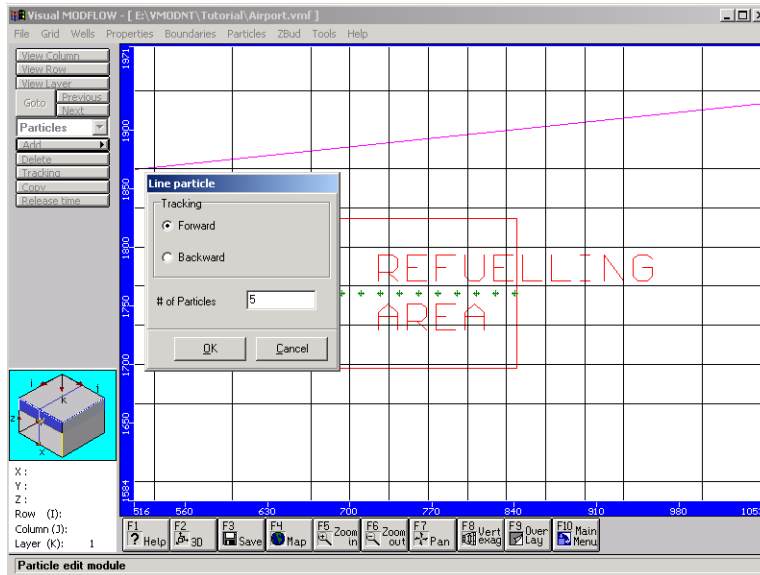 Visual MODFLOW - [ E:\VMODNT\Tutorial\Airport.vmf ]
File Grid Wells Properties Boundaries Particles ZBud Tools Help
View Column
View Row
View Layer
Goto Previous
Next
Particles
Add
Delete
Tracking
Copy
Release time
1971
1900
1850
1800
1750
1700
1650
1584
Line particle
Tracking
Forward
Backward
# of Particles 5
OK Cancel
REFUELLING
AREA
i j
K
z
x
X :
Y :
Z :
Row (I):
Column (J):
Layer (K): 1
516 560 630 700 770 840 910 980 105
F1 ? Help
F2 3D
F3 Save
F4 Map
F5 Zoom in
F6 Zoom out
F7 Pan
F8 Vert exag
F9 Over Lay
F10 Main Menu
Particle edit module